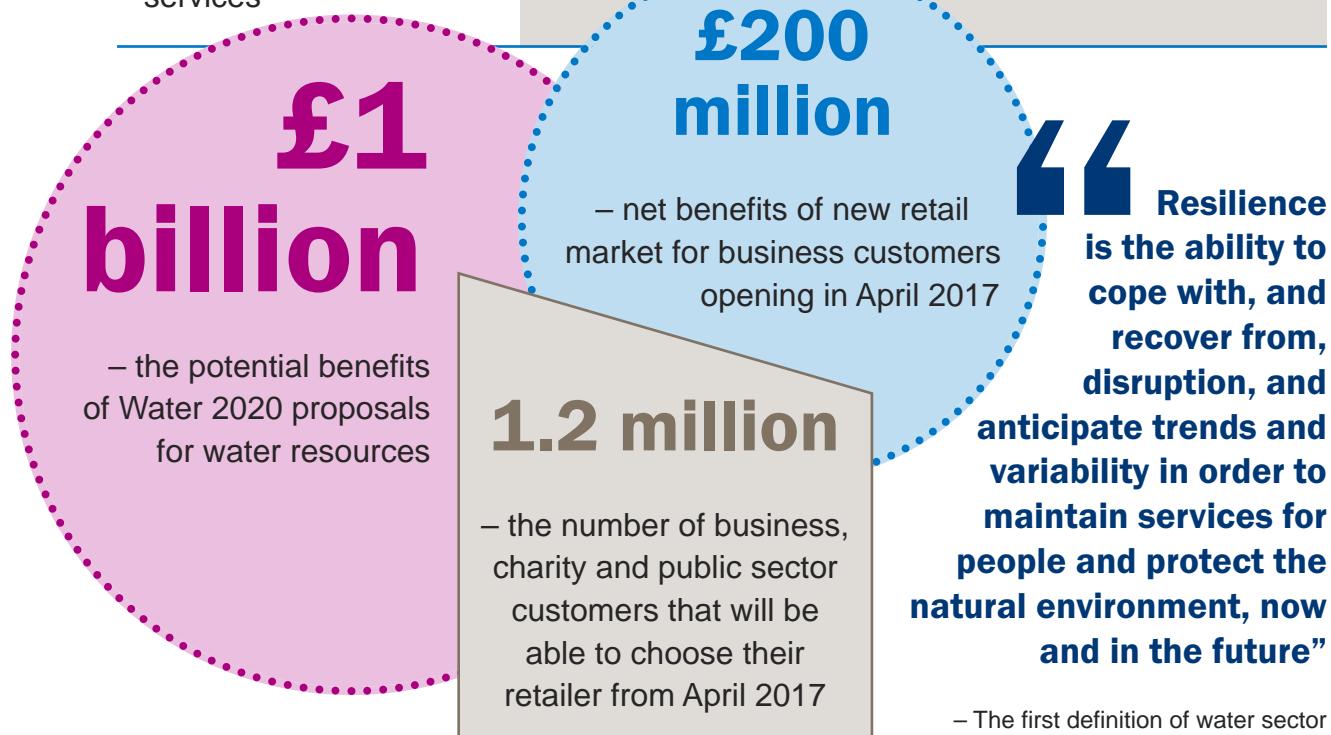 services
£1
billion
– the potential benefits
of Water 2020 proposals
for water resources
£200
million
– net benefits of new retail
market for business customers
opening in April 2017
1.2 million
– the number of business,
charity and public sector
customers that will be
able to choose their
retailer from April 2017
“ Resilience
is the ability to
cope with, and
recover from,
disruption, and
anticipate trends and
variability in order to
maintain services for
people and protect the
natural environment, now
and in the future”
– The first definition of water sector